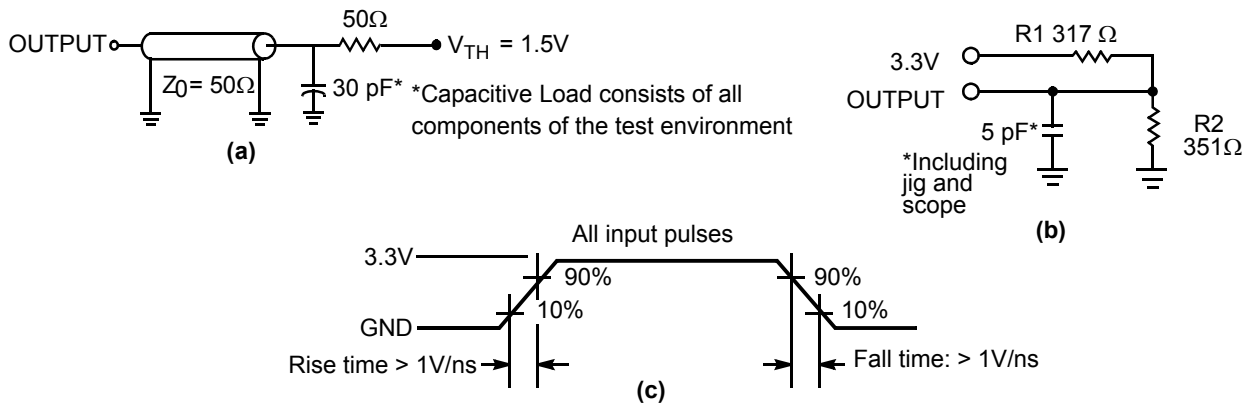 50Ω
OUTPUT
V_TH = 1.5V
Z0= 50Ω
30 pF*
*Capacitive Load consists of all
components of the test environment
(a)
R1 317 Ω
3.3V
OUTPUT
R2
351Ω
5 pF*
*Including
jig and
scope
(b)
All input pulses
3.3V
90%
90%
10%
10%
GND
Rise time > 1V/ns
Fall time: > 1V/ns
(c)